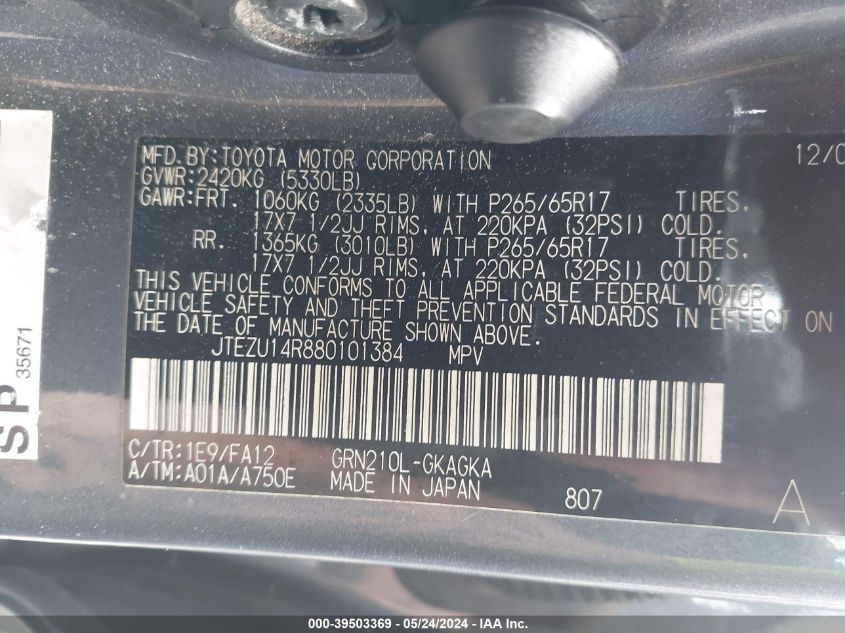 MFD. BY: TOYOTA MOTOR CORPORATION 12/0
GVWR: 2420KG (5330LB)
GAWR: FRT. 1060KG (2335LB) WITH P265/65R17 TIRES,
17X7 1/2JJ RIMS, AT 220KPA (32PSI) COLD.
RR. 1365KG (3010LB) WITH P265/65R17 TIRES,
17X7 1/2JJ RIMS, AT 220KPA (32PSI) COLD.
THIS VEHICLE CONFORMS TO ALL APPLICABLE FEDERAL MOTOR
VEHICLE SAFETY AND THEFT PREVENTION STANDARDS IN EFFECT ON
THE DATE OF MANUFACTURE SHOWN ABOVE.
JTEZU14R880101384 MPV
C/TR: 1E9/FA12 GRN210L-GKAGKA
A/TM: A01A/A750E MADE IN JAPAN 807 A
SP 35671
000-39503369 - 05/24/2024 - IAA Inc.